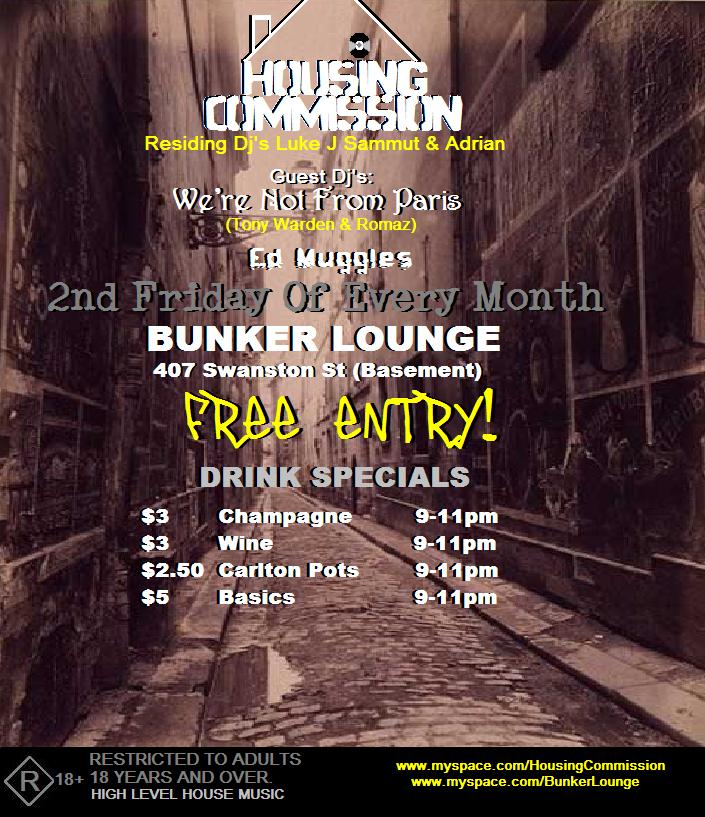 HOUSING
COMMISSION
Residing Dj's Luke J Sammut & Adrian
Guest Dj's:
We're Not From Paris
(Tony Warden & Romaz)
Ed Muggles
2nd Friday Of Every Month
BUNKER LOUNGE
407 Swanston St (Basement)
FREE ENTRY!
DRINK SPECIALS
$3 Champagne 9-11pm
$3 Wine 9-11pm
$2.50 Carlton Pots 9-11pm
$5 Basics 9-11pm
RESTRICTED TO ADULTS
R 18+ 18 YEARS AND OVER.
HIGH LEVEL HOUSE MUSIC
www.myspace.com/HousingCommission
www.myspace.com/BunkerLounge